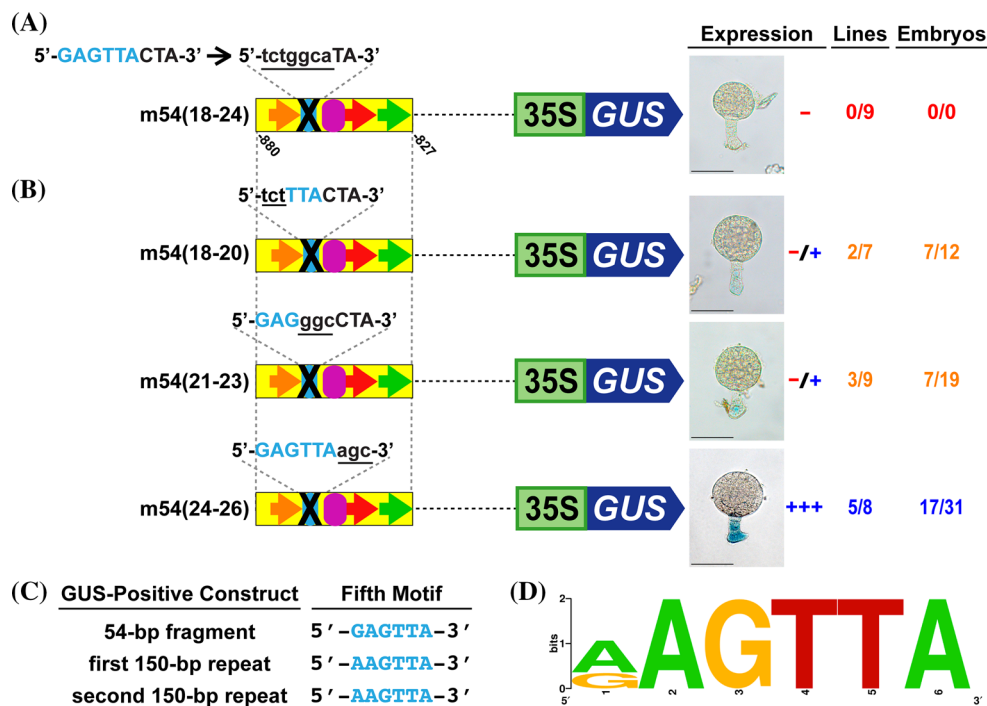 (A)
Expression Lines Embryos
5’-GAGTTACTA-3’ 5’-tctggcaTA-3’
m54(18-24) X 35S GUS - 0/9 0/0
-880 -827
(B)
5’-tctTTACTA-3’
m54(18-20) X 35S GUS -/+ 2/7 7/12
5’-GAGggcCTA-3’
m54(21-23) X 35S GUS -/+ 3/9 7/19
5’-GAGTTAagc-3’
m54(24-26) X 35S GUS +++ 5/8 17/31
(C)
GUS-Positive Construct Fifth Motif
54-bp fragment 5’-GAGTTA-3’
first 150-bp repeat 5’-AAGTTA-3’
second 150-bp repeat 5’-AAGTTA-3’
(D)
2
bits
1
0
A G A G T T A
5’ 1 2 3 4 5 6 3’